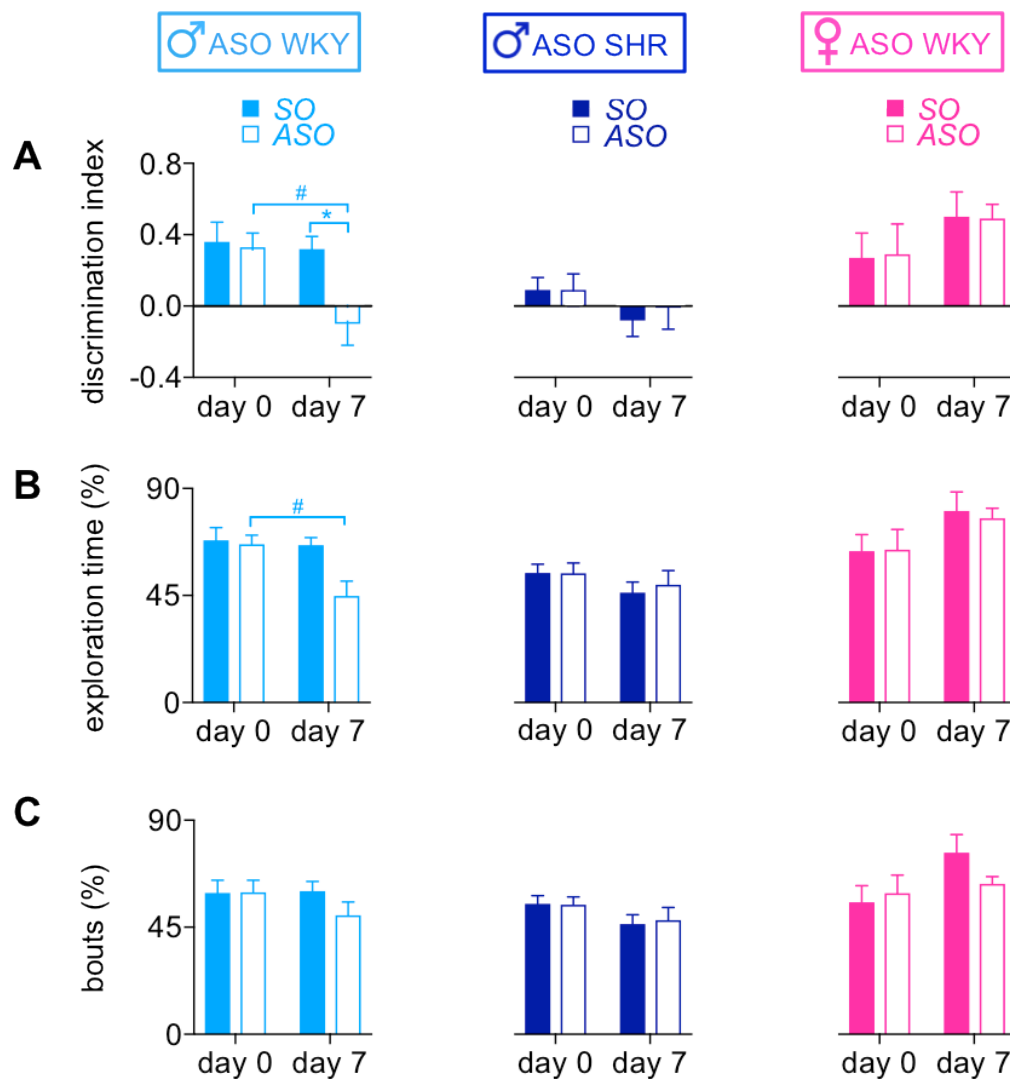 ♂ ASO WKY ♂ ASO SHR ♀ ASO WKY
SO SO SO
ASO ASO ASO
A
discrimination index
0.8
0.4
0.0
-0.4
#
*
day 0 day 7 day 0 day 7 day 0 day 7
B
exploration time (%)
90
45
0
#
day 0 day 7 day 0 day 7 day 0 day 7
C
bouts (%)
90
45
0
day 0 day 7 day 0 day 7 day 0 day 7